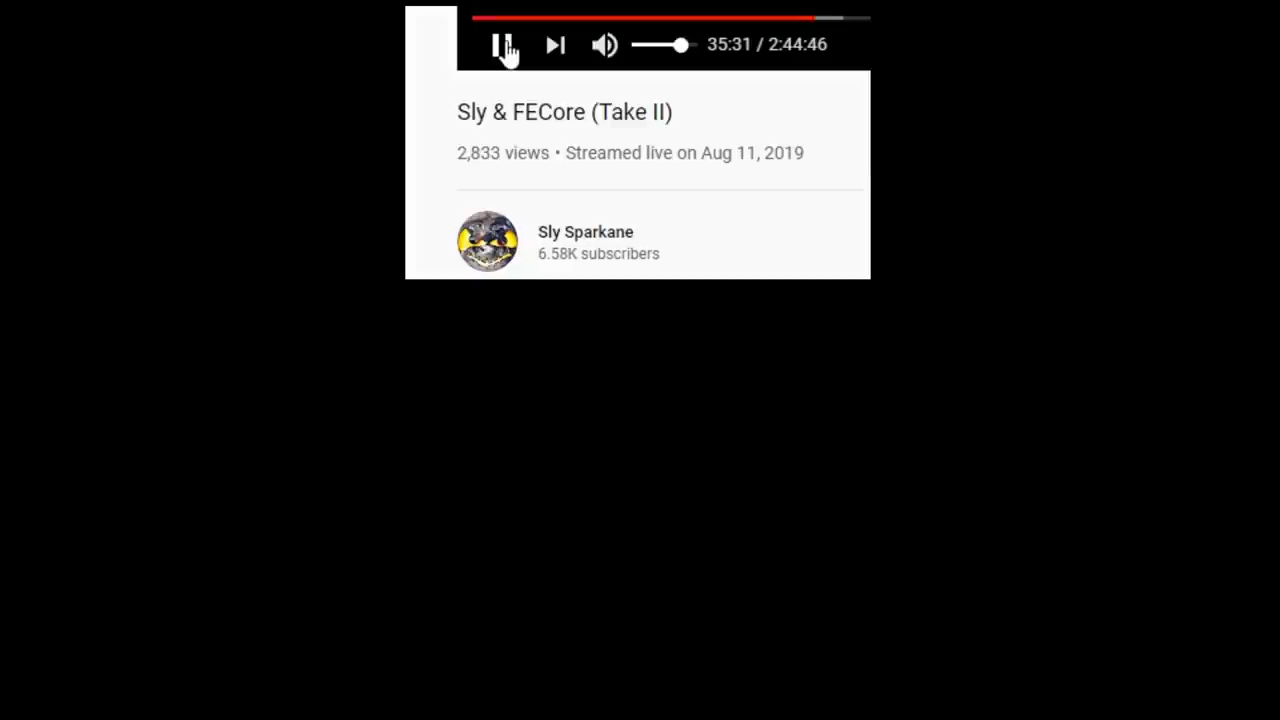 35:31 / 2:44:46
Sly & FECore (Take II)
2,833 views • Streamed live on Aug 11, 2019
Sly Sparkane
6.58K subscribers